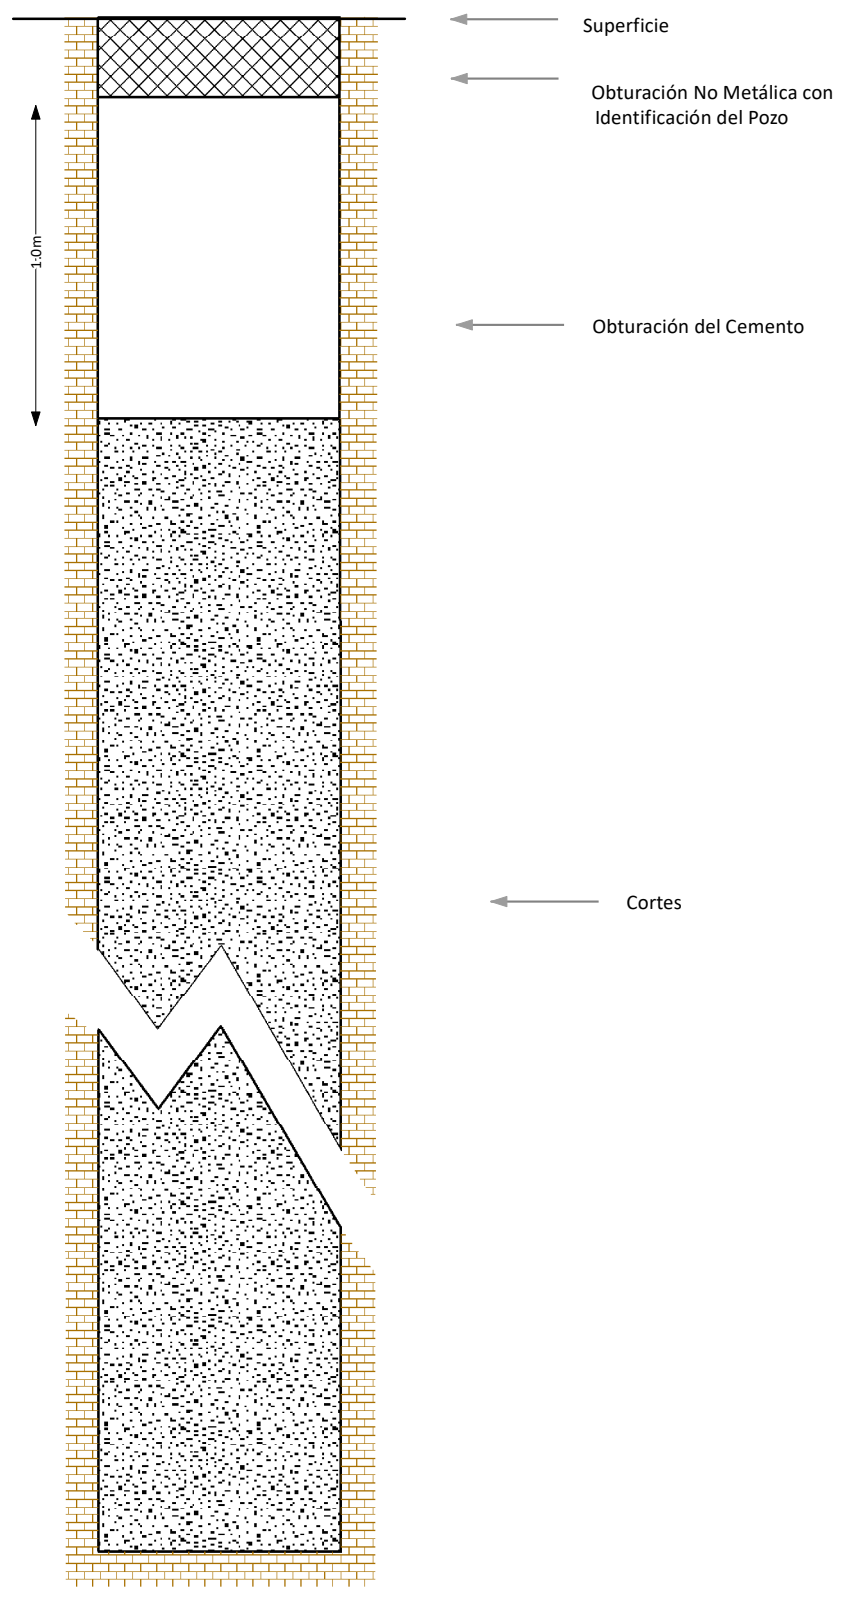 Superficie
Obturación No Metálica con
Identificación del Pozo
1.0m
Obturación del Cemento
Cortes